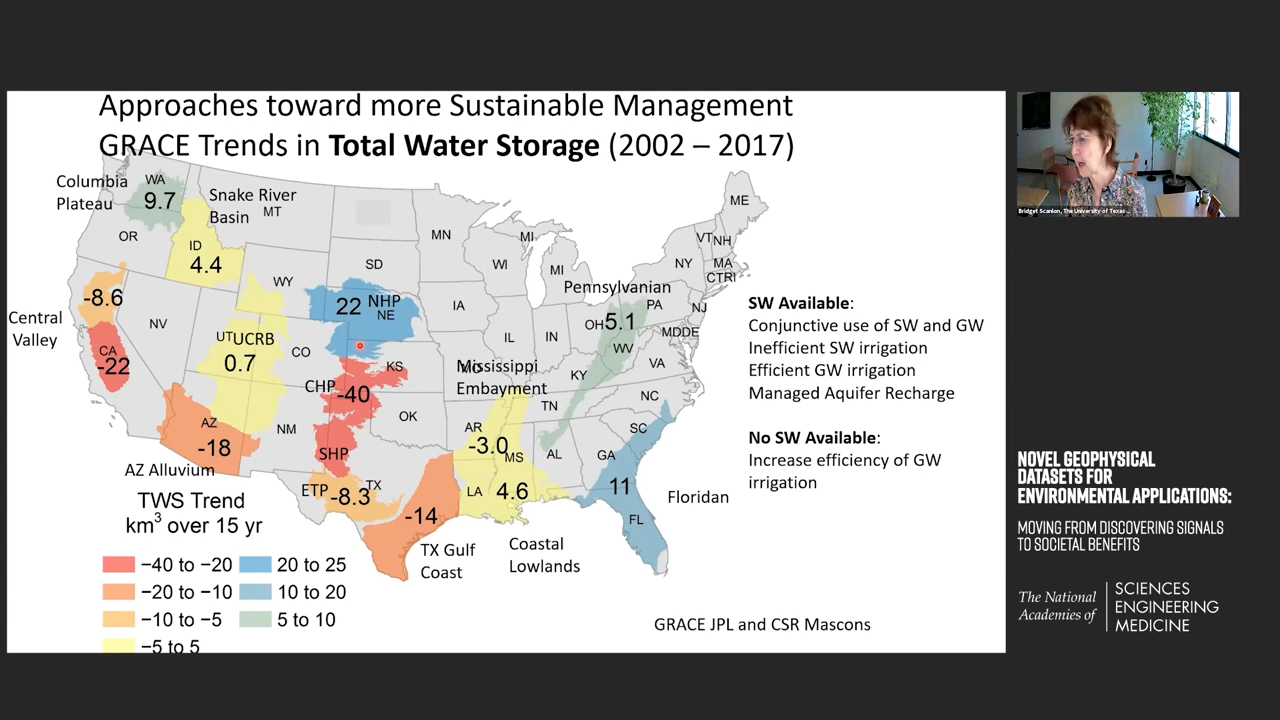 Approaches toward more Sustainable Management
GRACE Trends in Total Water Storage (2002 – 2017)
Columbia
Plateau
WA
9.7
Snake River
Basin
MT
OR
ID
4.4
WY
SD
MN
WI
MI
MI
ME
VT
NH
NY
MA
CTRI
Pennsylvanian
PA
NJ
MDDE
OH
5.1
WV
VA
-8.6
Central
Valley
NV
CA
-22
UT
UCRB
0.7
CO
22
NHP
NE
IA
IL
IN
KS
CHP
-40
Mississippi
Embayment
KY
NC
TN
SC
OK
AR
-3.0
MS
AL
GA
AZ
-18
NM
SHP
AZ Alluvium
ETP
-8.3
TX
LA
4.6
11
Floridan
FL
-14
TX Gulf
Coast
Coastal
Lowlands
TWS Trend
km³ over 15 yr
−40 to −20
−20 to −10
−10 to −5
−5 to 5
20 to 25
10 to 20
5 to 10
GRACE JPL and CSR Mascons
SW Available:
Conjunctive use of SW and GW
Inefficient SW irrigation
Efficient GW irrigation
Managed Aquifer Recharge
No SW Available:
Increase efficiency of GW
irrigation
Bridget Scanlon, The University of Texas ...
NOVEL GEOPHYSICAL
DATASETS FOR
ENVIRONMENTAL APPLICATIONS:
MOVING FROM DISCOVERING SIGNALS
TO SOCIETAL BENEFITS
The National
Academies of
SCIENCES
ENGINEERING
MEDICINE